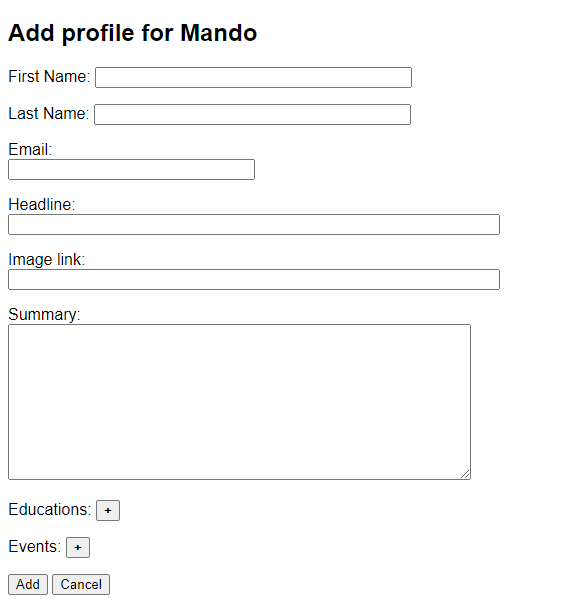 Add profile for Mando
First Name:
Last Name:
Email:
Headline:
Image link:
Summary:
Educations: +
Events: +
Add Cancel